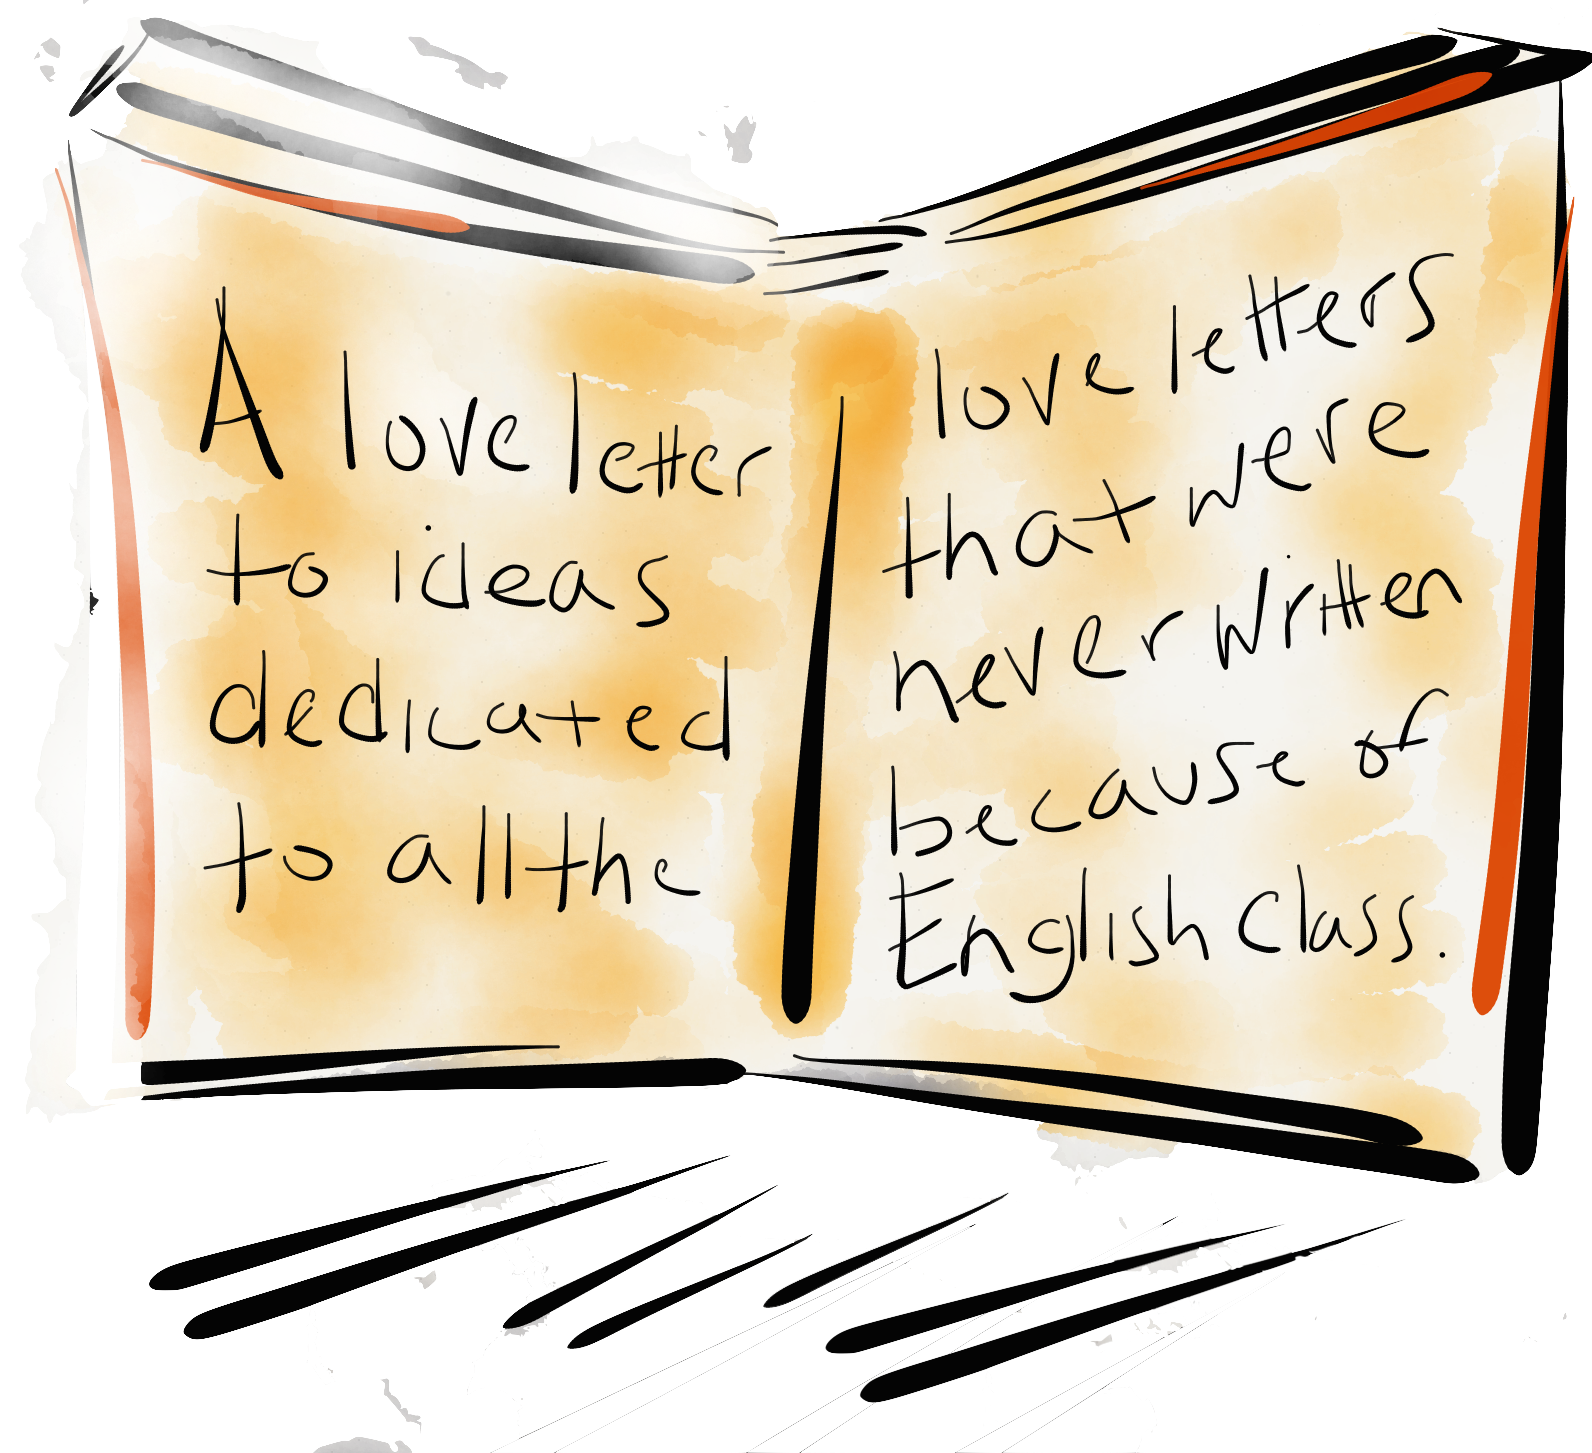 A love letter
to ideas
dedicated
to all the
love letters
that were
never written
because of
English class.